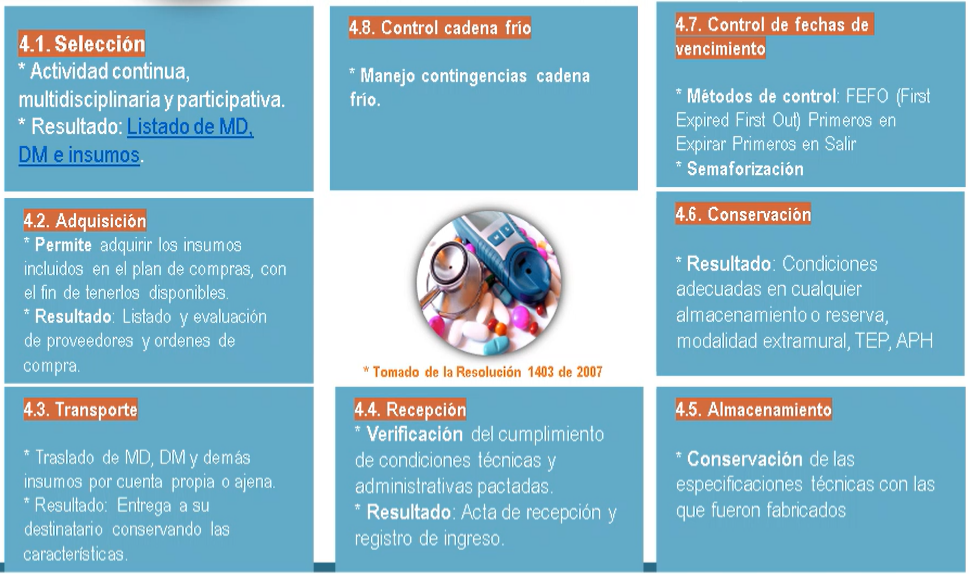 4.1. Selección
* Actividad continua,
multidisciplinaria y participativa.
* Resultado: Listado de MD,
DM e insumos.
4.2. Adquisición
* Permite adquirir los insumos
incluidos en el plan de compras, con
el fin de tenerlos disponibles.
* Resultado: Listado y evaluación
de proveedores y ordenes de
compra.
4.3. Transporte
* Traslado de MD, DM y demás
insumos por cuenta propia o ajena.
* Resultado: Entrega a su
destinatario conservando las
características.
4.4. Recepción
* Verificación del cumplimiento
de condiciones técnicas y
administrativas pactadas.
* Resultado: Acta de recepción y
registro de ingreso.
4.5. Almacenamiento
* Conservación de las
especificaciones técnicas con las
que fueron fabricados
4.6. Conservación
* Resultado: Condiciones
adecuadas en cualquier
almacenamiento o reserva,
modalidad extramural, TEP, APH
4.7. Control de fechas de
vencimiento
* Métodos de control: FEFO (First
Expired First Out) Primeros en
Expirar Primeros en Salir
* Semaforización
4.8. Control cadena frío
* Manejo contingencias cadena
frío.
* Tomado de la Resolución 1403 de 2007